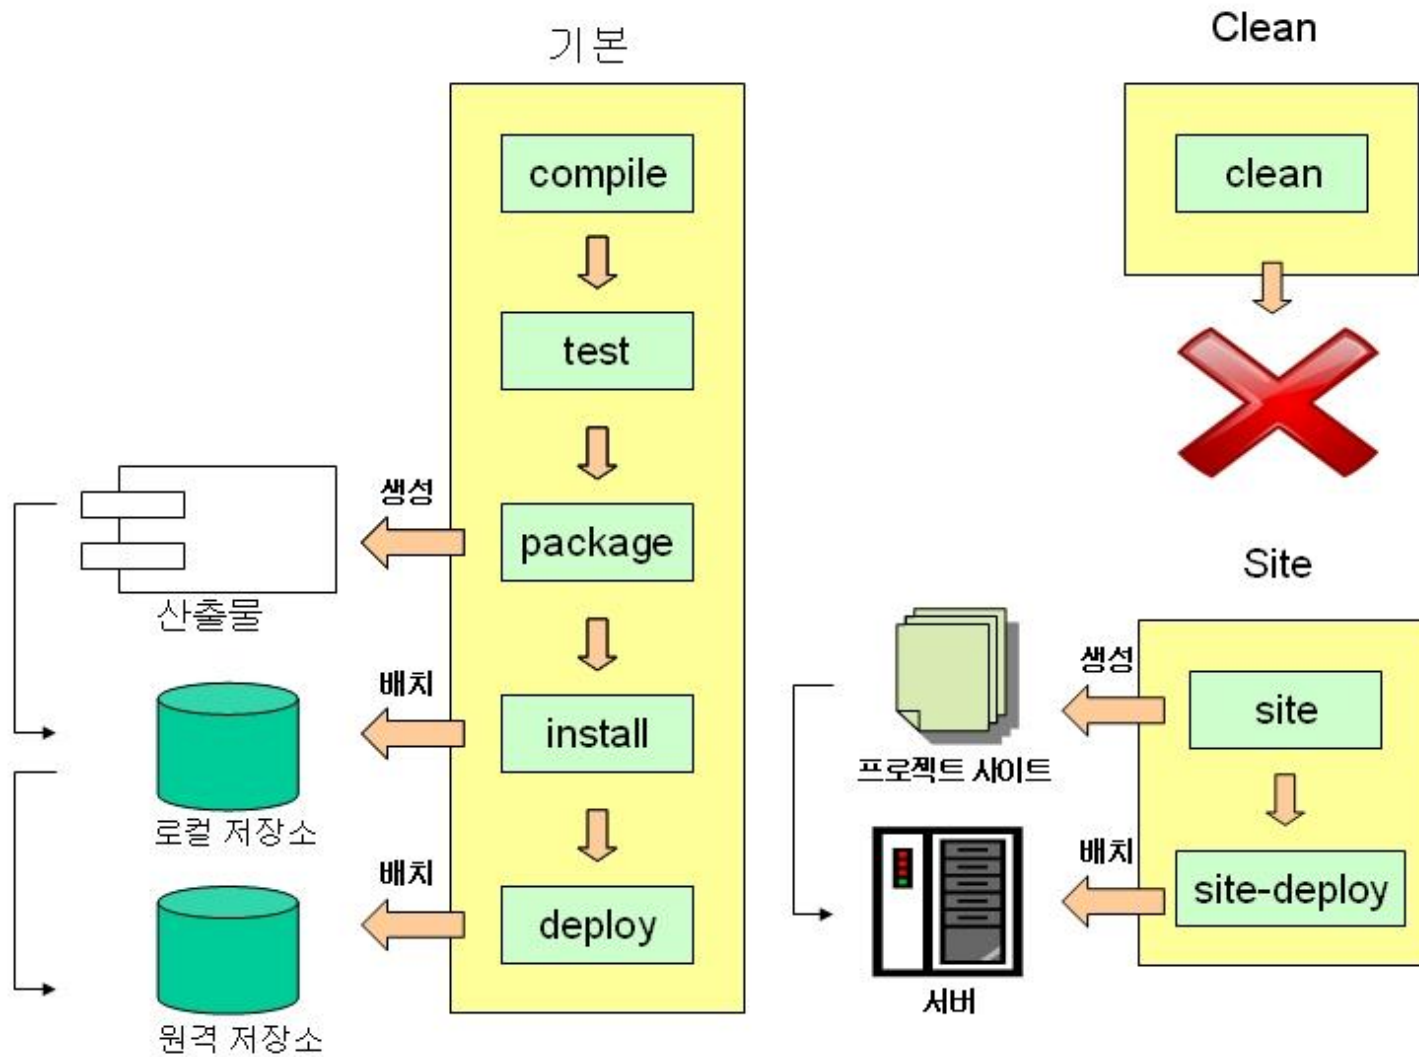 기본
compile
test
생성
package
산출물
배치
install
로컬 저장소
배치
deploy
원격 저장소
Clean
clean
Site
생성
site
프로젝트 사이트
배치
site-deploy
서버